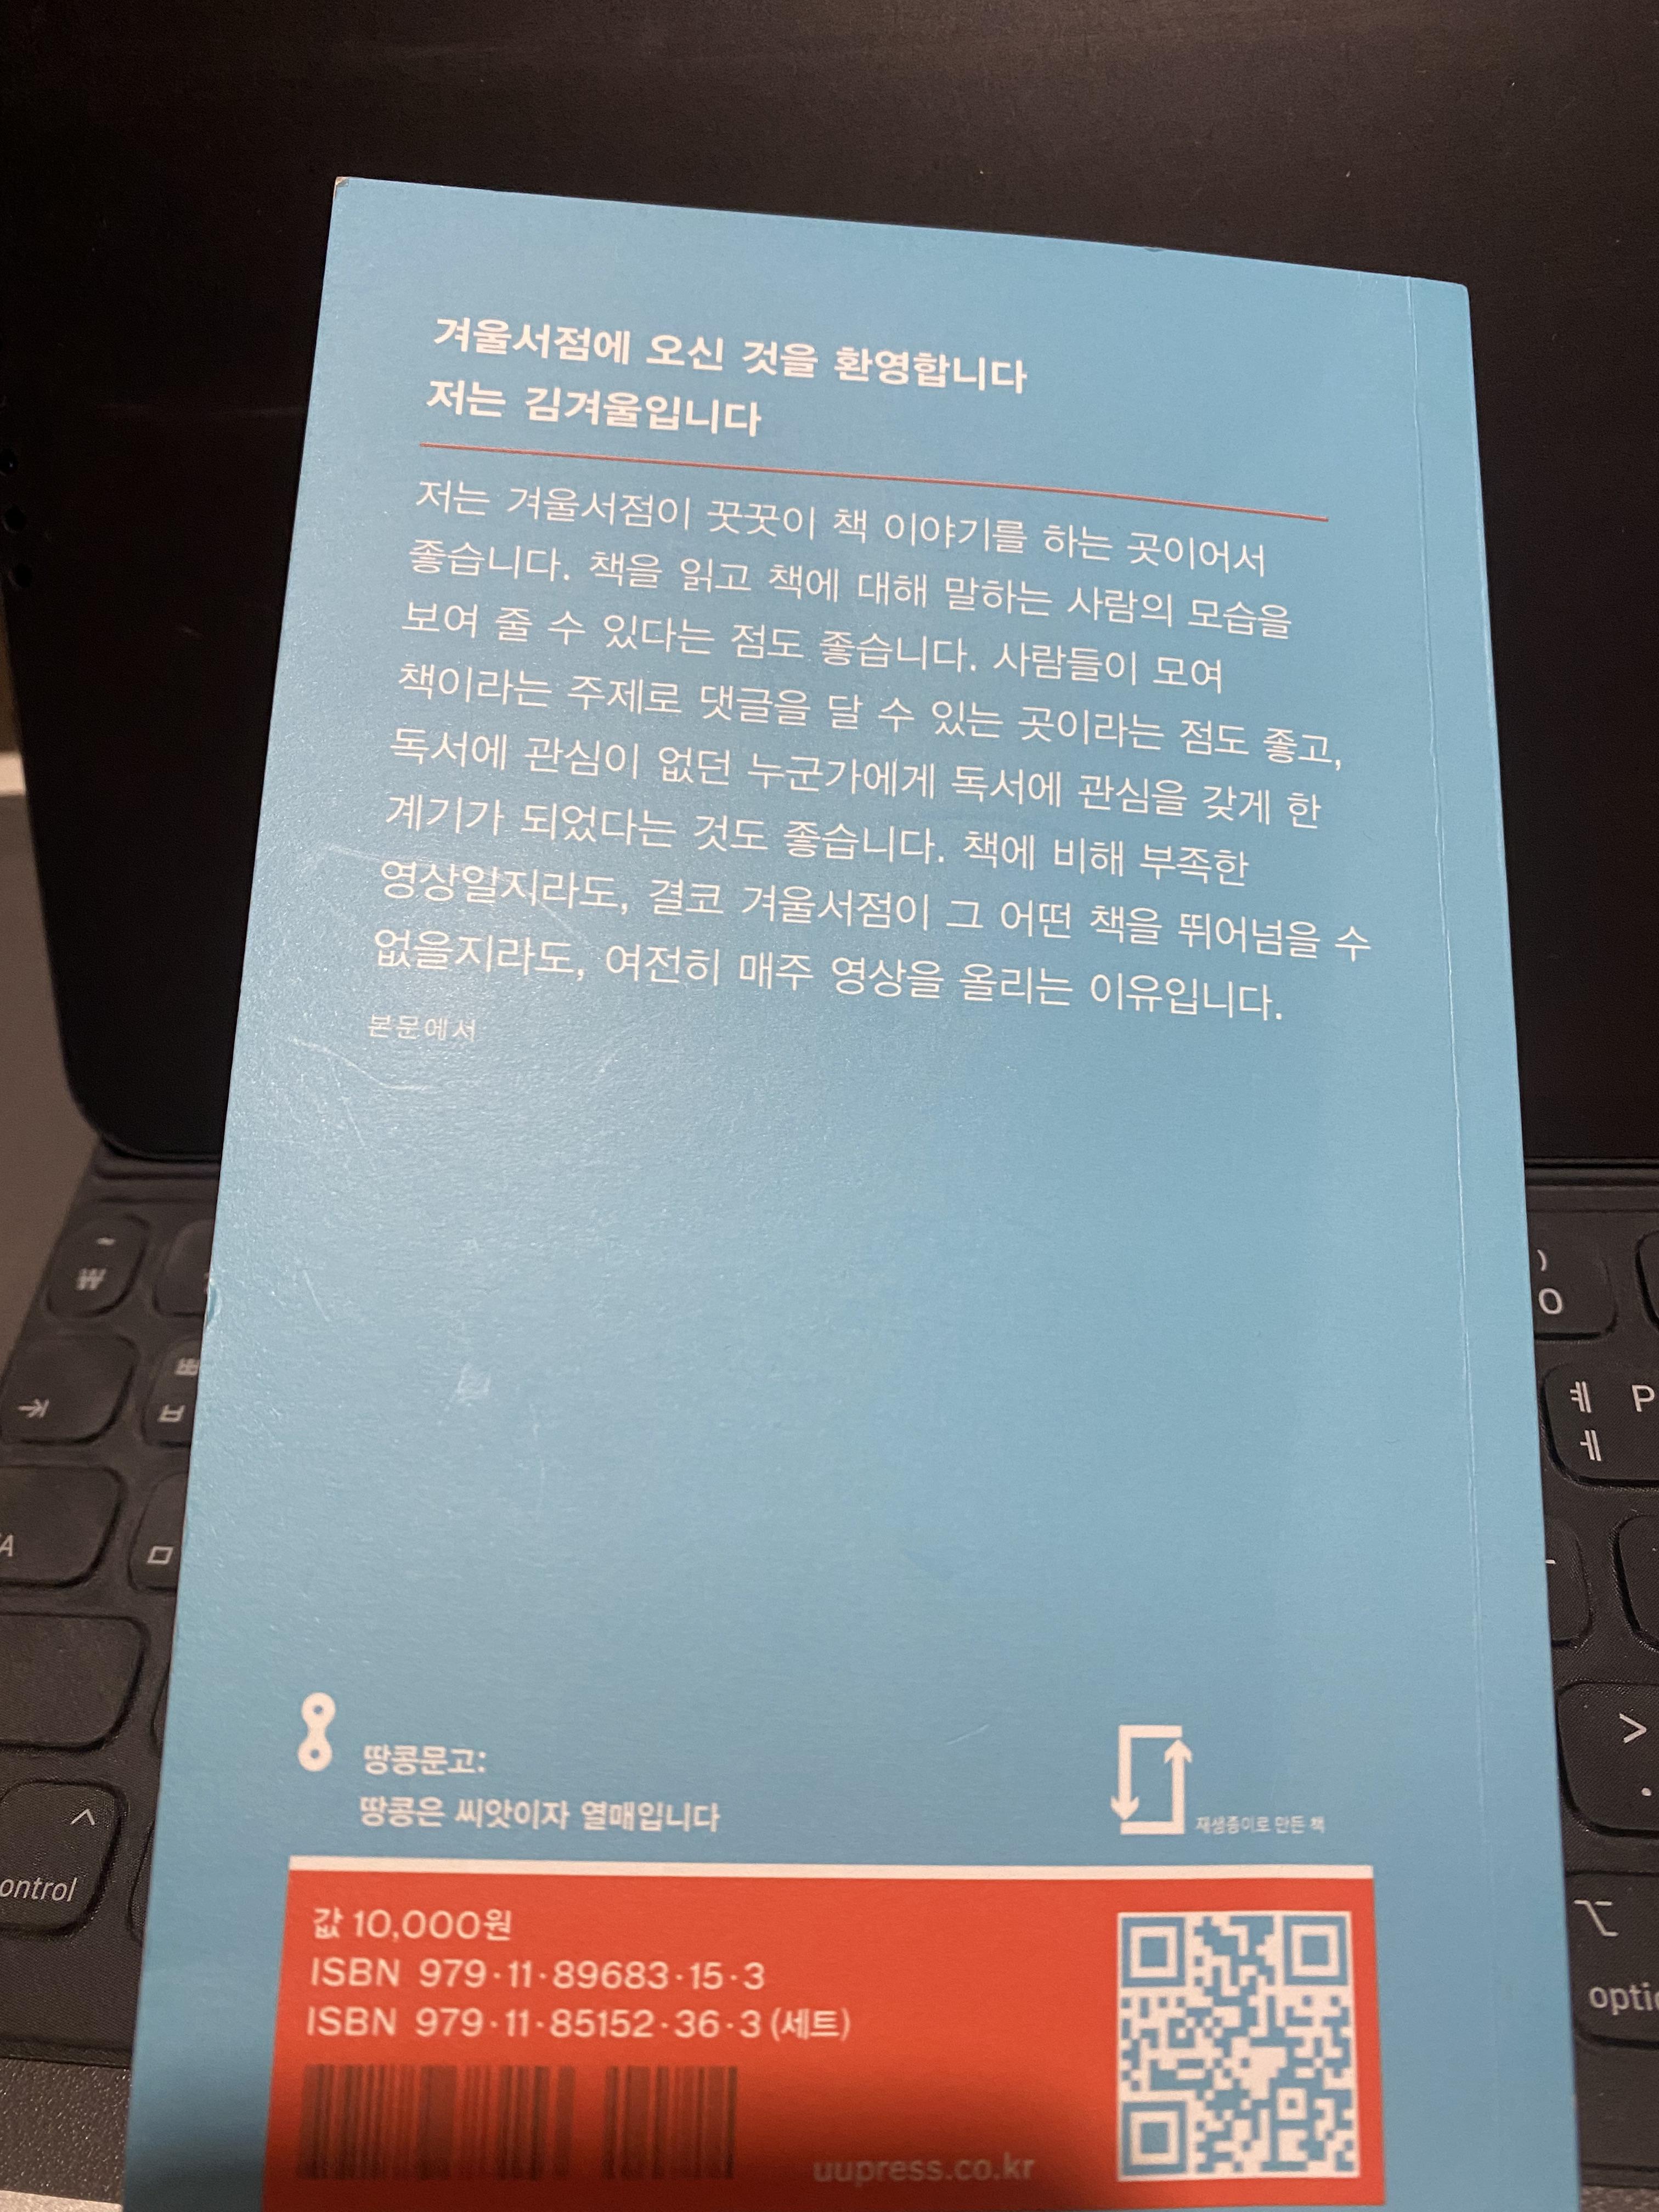 겨울서점에 오신 것을 환영합니다
저는 김겨울입니다
저는 겨울서점이 꿋꿋이 책 이야기를 하는 곳이어서
좋습니다. 책을 읽고 책에 대해 말하는 사람의 모습을
보여 줄 수 있다는 점도 좋습니다. 사람들이 모여
책이라는 주제로 댓글을 달 수 있는 곳이라는 점도 좋고,
독서에 관심이 없던 누군가에게 독서에 관심을 갖게 한
계기가 되었다는 것도 좋습니다. 책에 비해 부족한
영상일지라도, 결코 겨울서점이 그 어떤 책을 뛰어넘을 수
없을지라도, 여전히 매주 영상을 올리는 이유입니다.
본문에서
땅콩문고:
땅콩은 씨앗이자 열매입니다
재생종이로 만든 책
값 10,000원
ISBN 979·11·89683·15·3
ISBN 979·11·85152·36·3 (세트)
uupress.co.kr
~
₩
ㅃ
ㅂ
ㅈ
A
ㅁ
^
)
0
ㅖ P
ㅔ
>
.
⌥